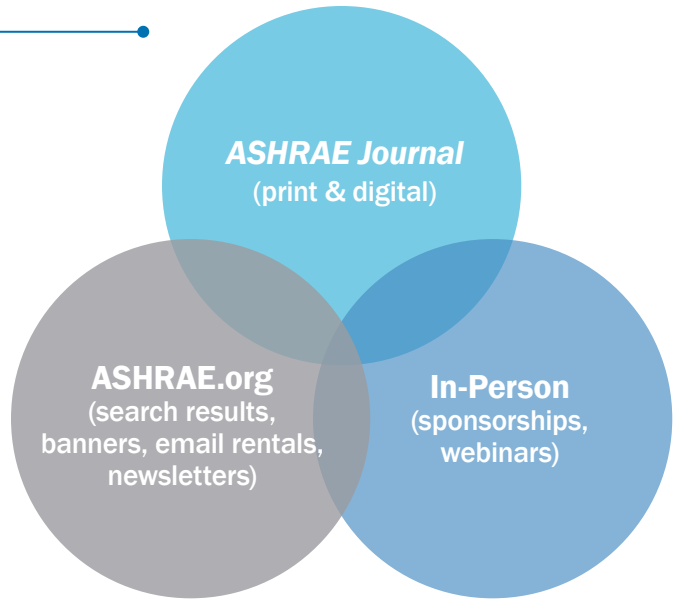 ASHRAE Journal
(print & digital)
ASHRAE.org
(search results,
banners, email rentals,
newsletters)
In-Person
(sponsorships,
webinars)